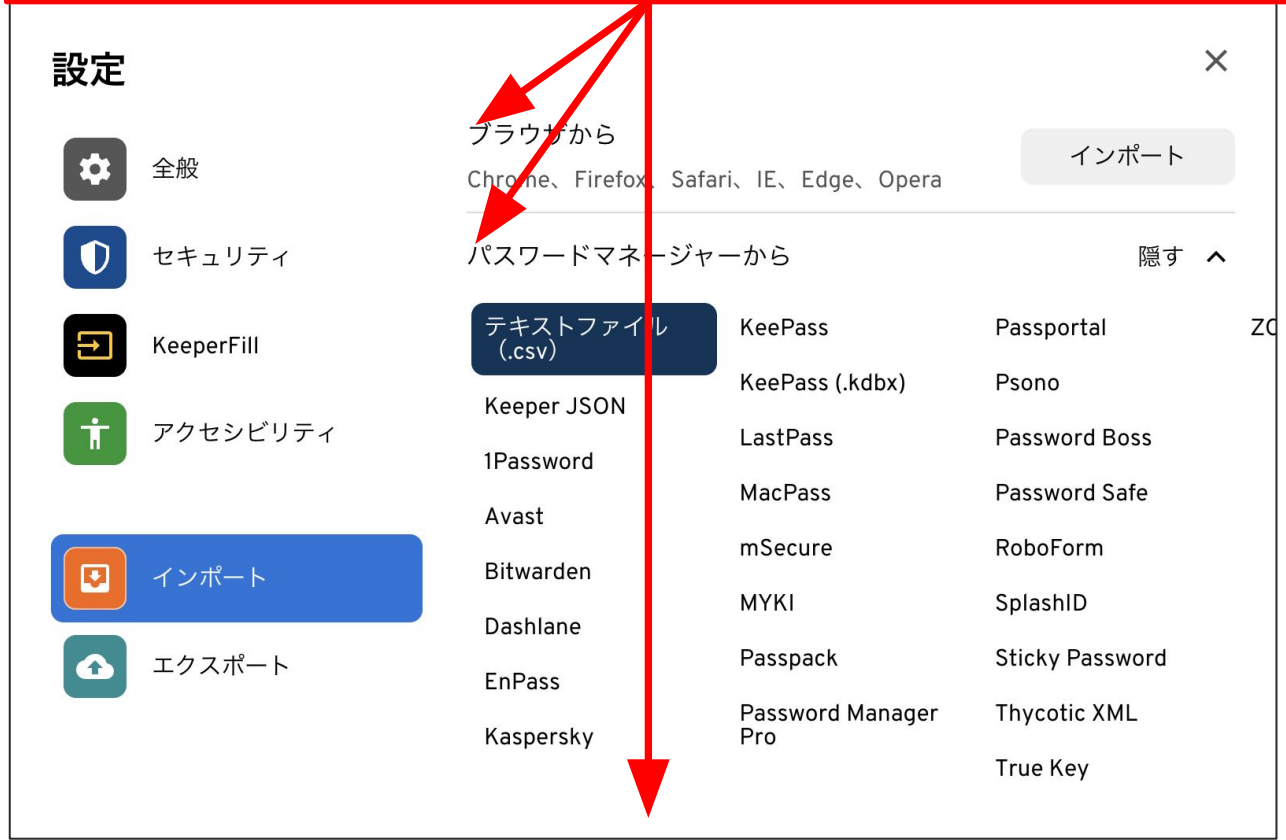 設定
全般
セキュリティ
KeeperFill
アクセシビリティ
インポート
エクスポート
ブラウザから
Chrome、Firefox、Safari、IE、Edge、Opera
インポート
パスワードマネージャーから
隠す
テキストファイル
（.csv）
Keeper JSON
1Password
Avast
Bitwarden
Dashlane
EnPass
Kaspersky
KeePass
KeePass (.kdbx)
LastPass
MacPass
mSecure
MYKI
Passpack
Password Manager
Pro
Passportal
Psono
Password Boss
Password Safe
RoboForm
SplashID
Sticky Password
Thycotic XML
True Key